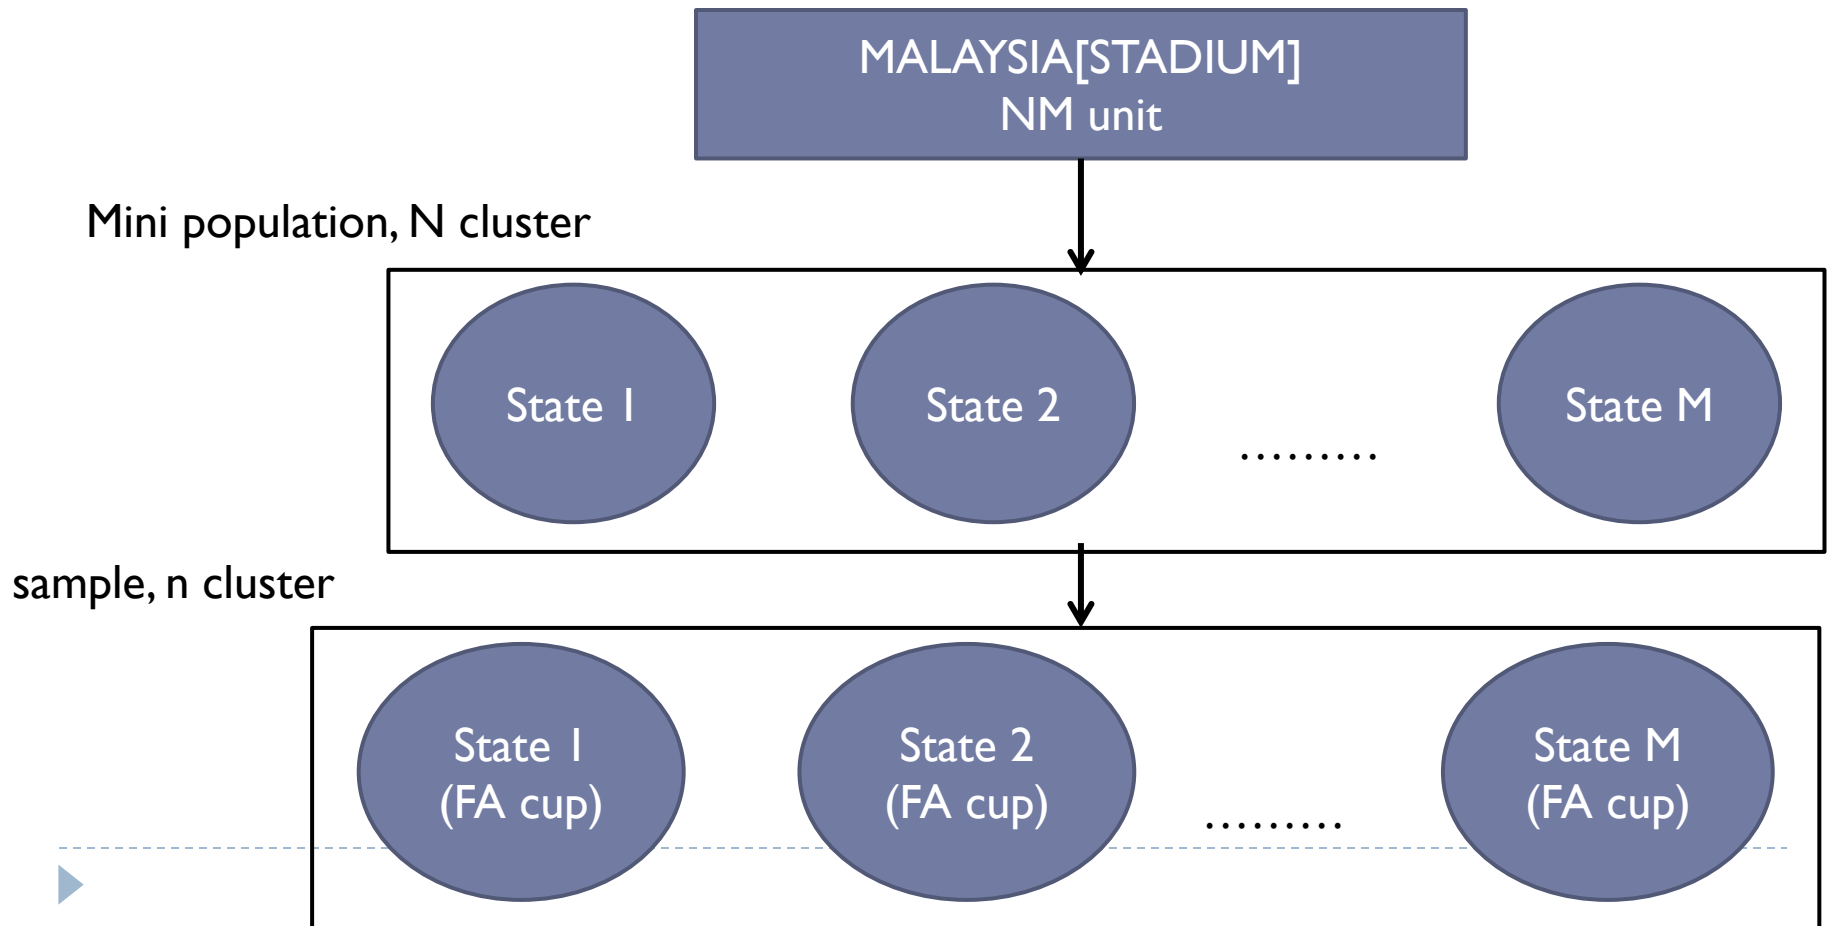 MALAYSIA[STADIUM]
NM unit
Mini population, N cluster
State 1
State 2
.........
State M
sample, n cluster
State 1
(FA cup)
State 2
(FA cup)
.........
State M
(FA cup)